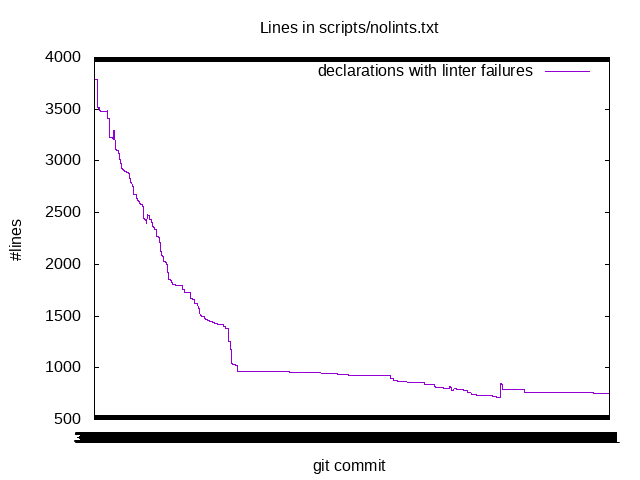 Lines in scripts/nolints.txt
declarations with linter failures
4000
3500
3000
2500
2000
1500
1000
500
#lines
git commit